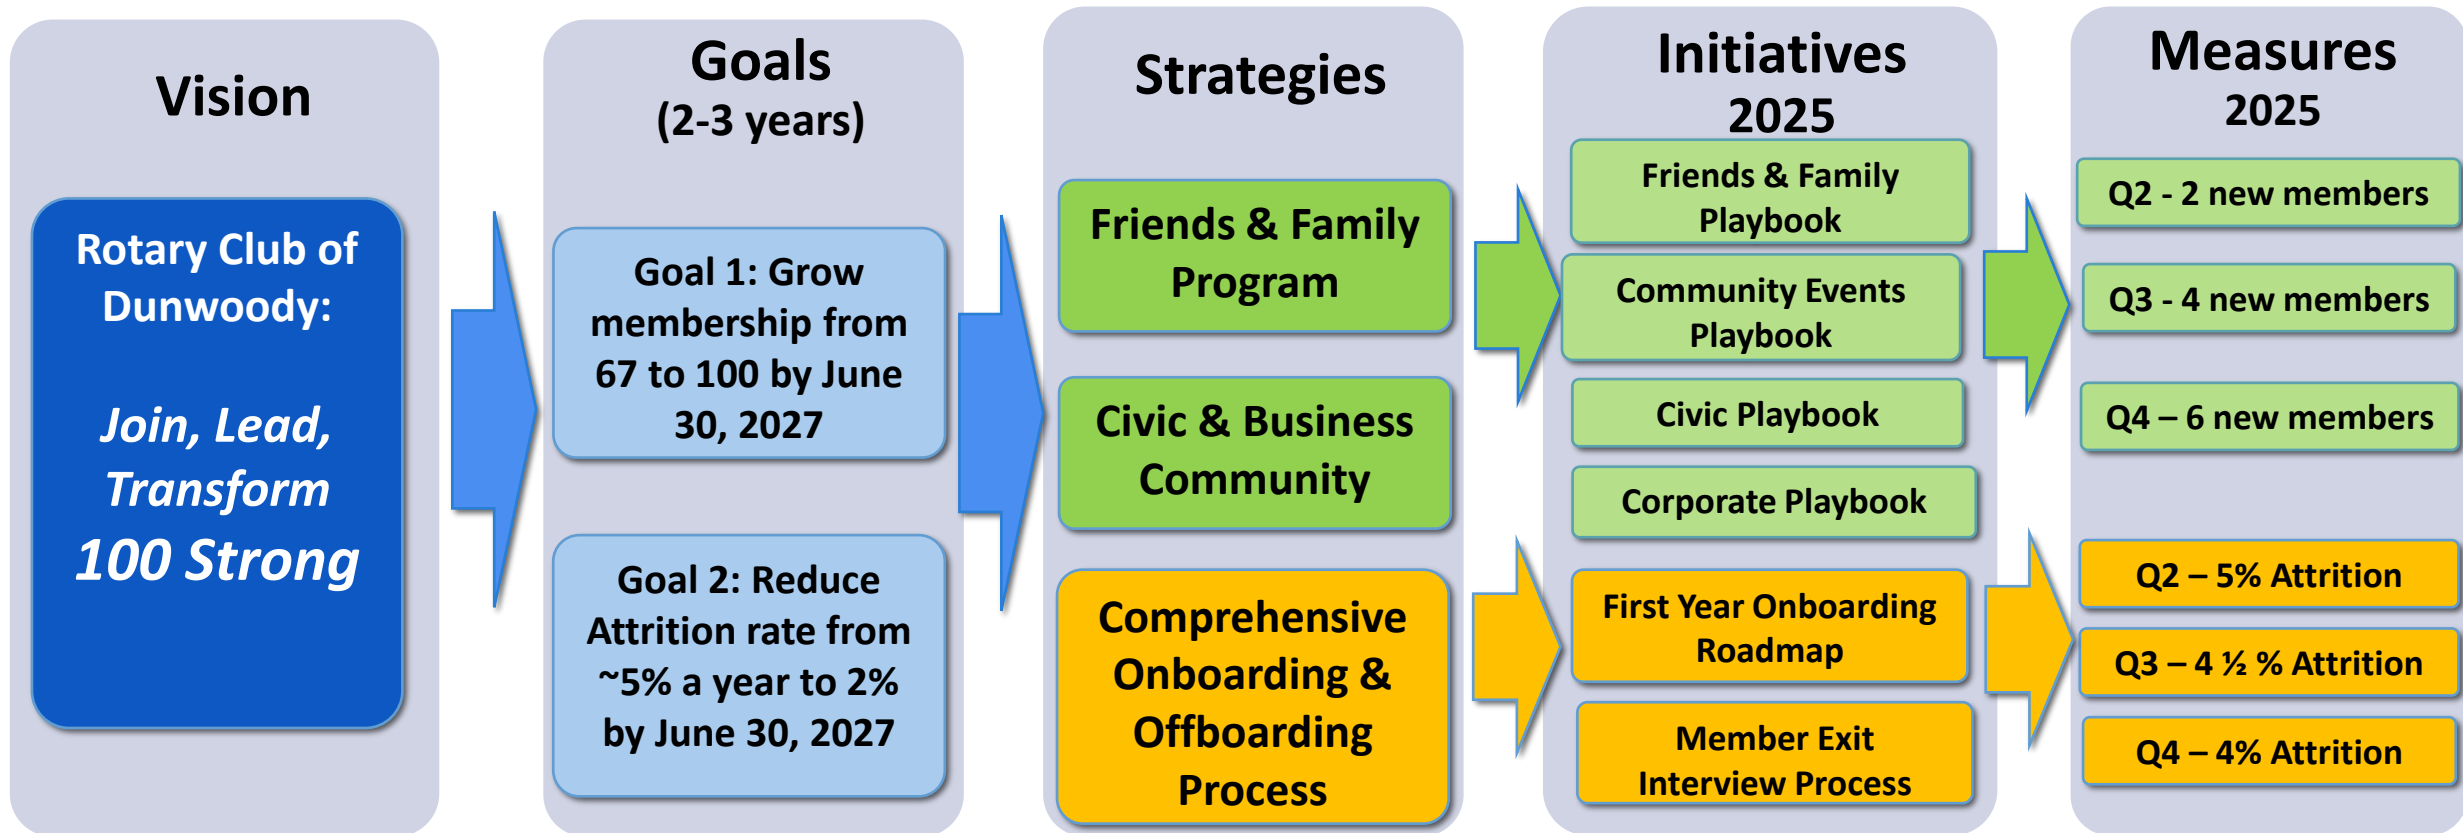 Vision
Rotary Club of
Dunwoody:
Join, Lead,
Transform
100 Strong
Goals
(2-3 years)
Goal 1: Grow
membership from
67 to 100 by June
30, 2027
Goal 2: Reduce
Attrition rate from
~5% a year to 2%
by June 30, 2027
Strategies
Friends & Family
Program
Civic & Business
Community
Comprehensive
Onboarding &
Offboarding
Process
Initiatives
2025
Friends & Family
Playbook
Community Events
Playbook
Civic Playbook
Corporate Playbook
First Year Onboarding
Roadmap
Member Exit
Interview Process
Measures
2025
Q2 - 2 new members
Q3 - 4 new members
Q4 – 6 new members
Q2 – 5% Attrition
Q3 – 4 ½ % Attrition
Q4 – 4% Attrition